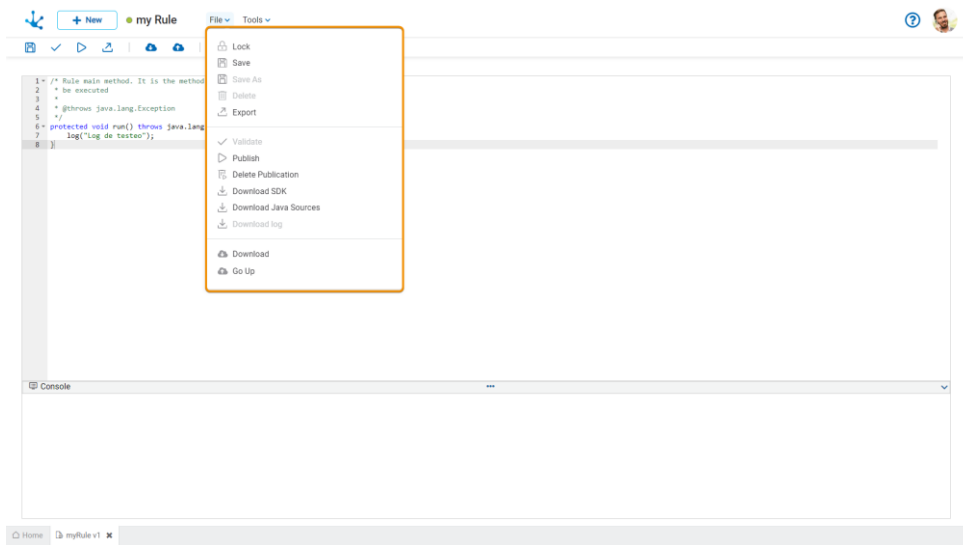 + New
my Rule
File
Tools
Lock
Save
Save As
Delete
Export
Validate
Publish
Delete Publication
Download SDK
Download Java Sources
Download log
Download
Go Up
1 /* Rule main method. It is the method
2 * be executed
3 *
4 * @throws java.lang.Exception
5 */
6 protected void run() throws java.lang
7 log("Log de testeo");
8 }
Console
Home
myRule v1